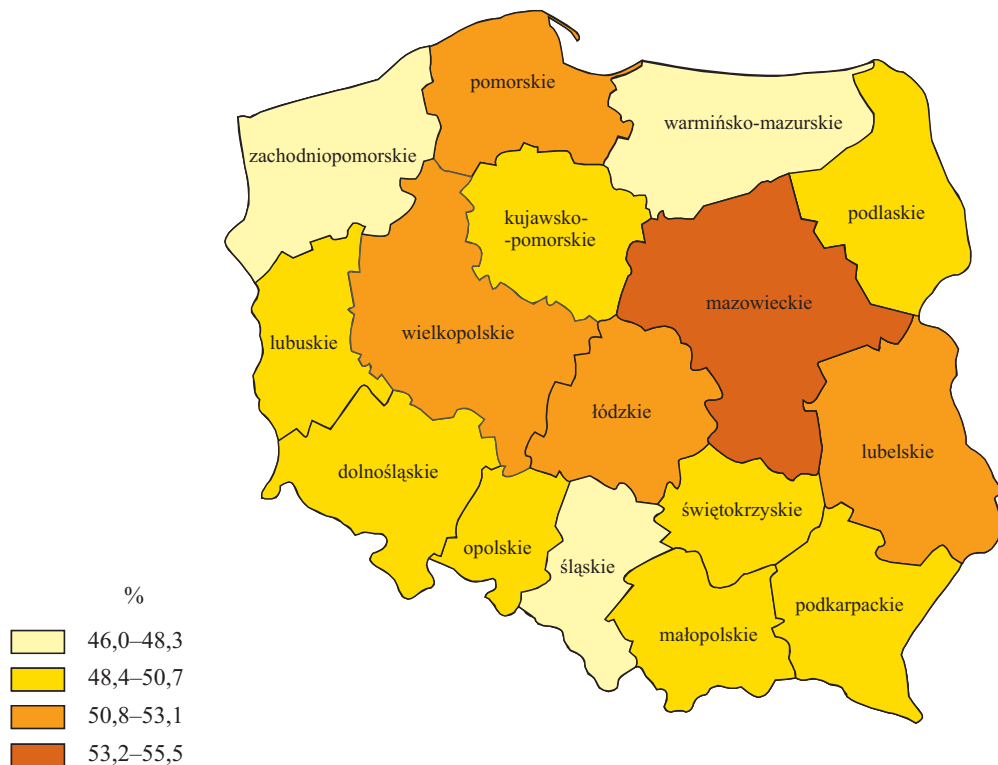 pomorskie
warmińsko-mazurskie
zachodniopomorskie
kujawsko-
-pomorskie
podlaskie
mazowieckie
wielkopolskie
lubuskie
łódzkie
lubelskie
dolnośląskie
świętokrzyskie
opolskie
śląskie
podkarpackie
małopolskie
%
46,0–48,3
48,4–50,7
50,8–53,1
53,2–55,5